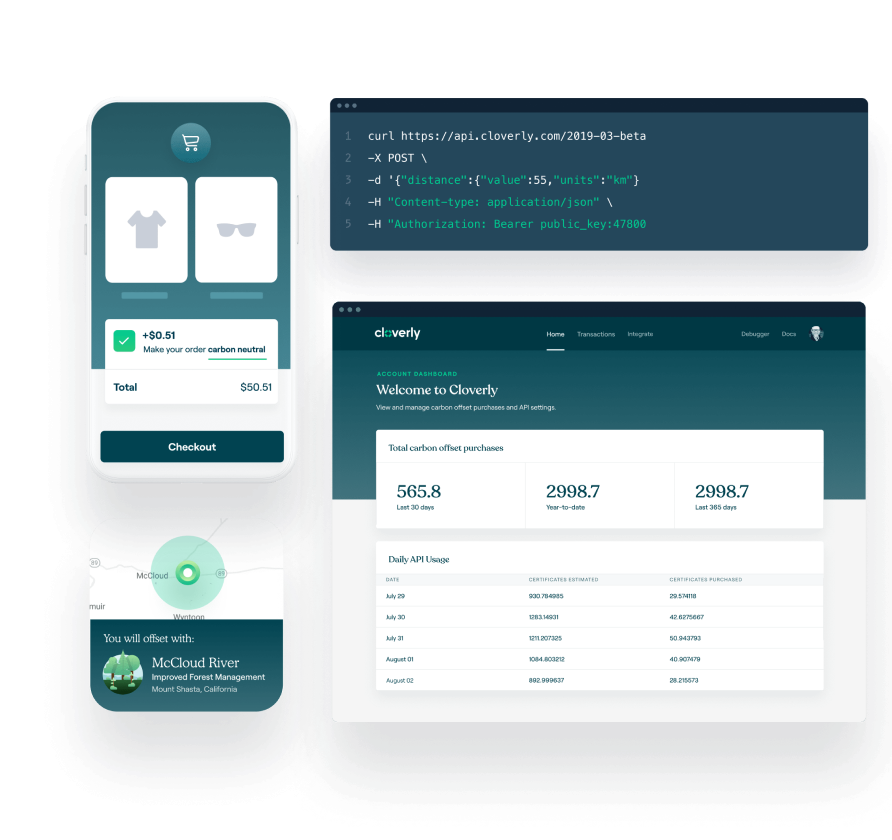 +$0.51
Make your order carbon neutral
Total $50.51
Checkout
89
McCloud 89
muir
Wyntoon
You will offset with:
McCloud River
Improved Forest Management
Mount Shasta, California
1 curl https://api.cloverly.com/2019-03-beta
2 -X POST \
3 -d '{"distance":{"value":55,"units":"km"}
4 -H "Content-type: application/json" \
5 -H "Authorization: Bearer public_key:47800
cloverly Home Transactions Integrate Debugger Docs
ACCOUNT DASHBOARD
Welcome to Cloverly
View and manage carbon offset purchases and API settings.
Total carbon offset purchases
565.8 2998.7 2998.7
Last 30 days Year-to-date Last 365 days
Daily API Usage
DATE CERTIFICATES ESTIMATED CERTIFICATES PURCHASED
July 29 930.784985 29.574118
July 30 1283.14931 42.6275667
July 31 1211.207325 50.943793
August 01 1084.803212 40.907479
August 02 892.999637 28.215573